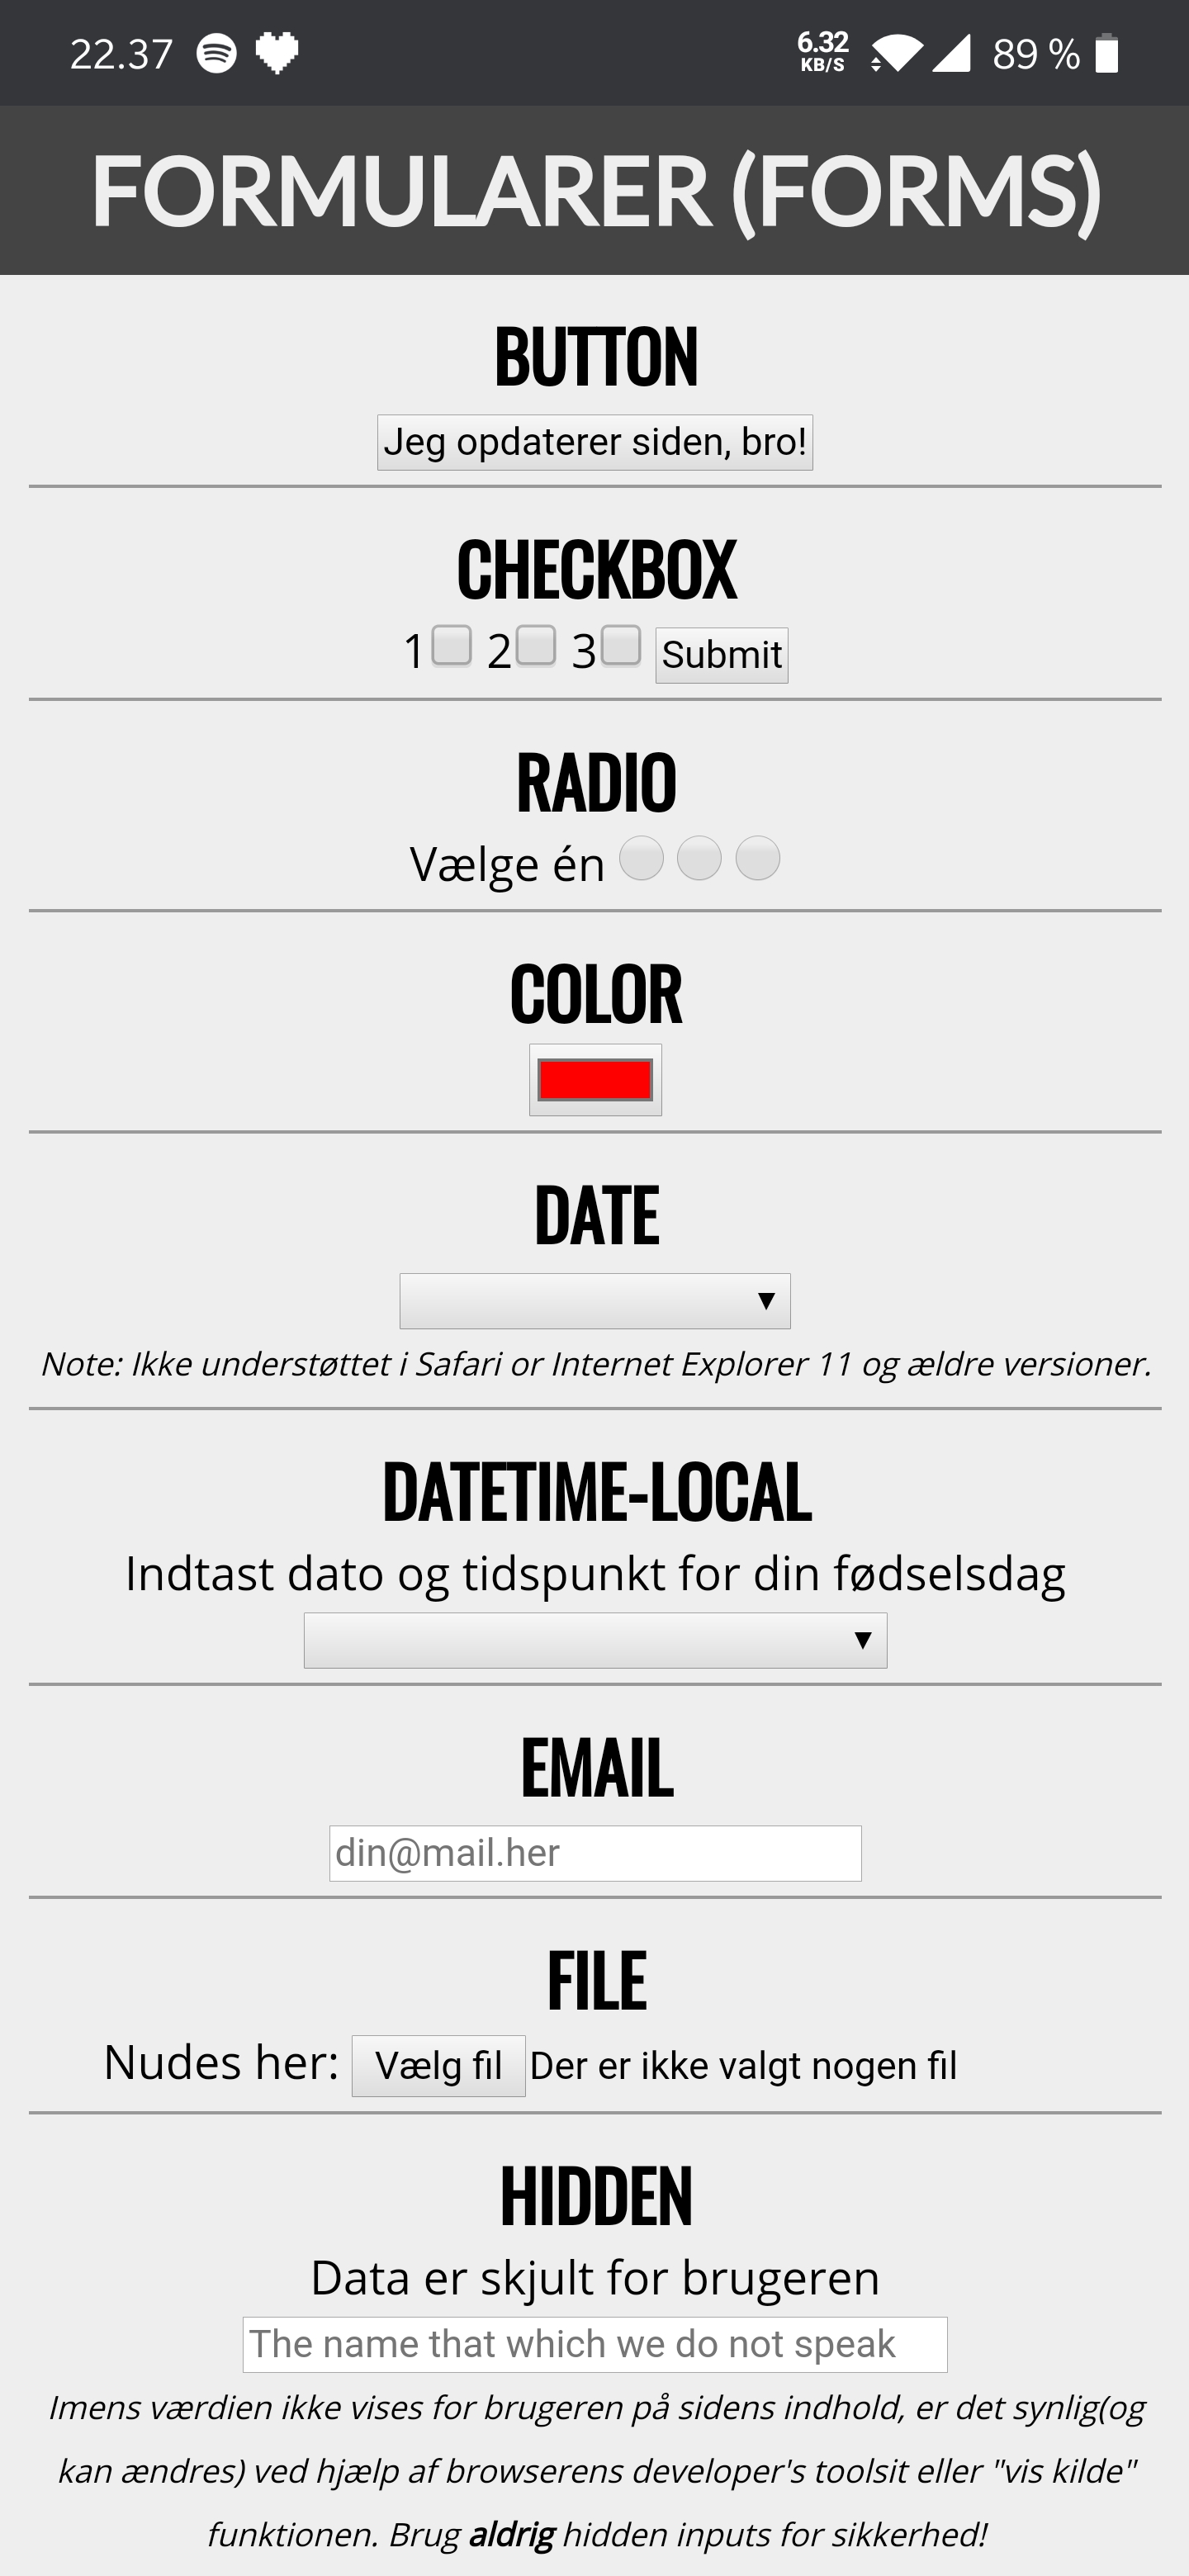 22.37
6.32
KB/S
89 %
FORMULARER (FORMS)
BUTTON
Jeg opdaterer siden, bro!
CHECKBOX
1 2 3 Submit
RADIO
Vælge én
COLOR
DATE
Note: Ikke understøttet i Safari or Internet Explorer 11 og ældre versioner.
DATETIME-LOCAL
Indtast dato og tidspunkt for din fødselsdag
EMAIL
din@mail.her
FILE
Nudes her: Vælg fil Der er ikke valgt nogen fil
HIDDEN
Data er skjult for brugeren
The name that which we do not speak
Imens værdien ikke vises for brugeren på sidens indhold, er det synlig(og
kan ændres) ved hjælp af browserens developer's toolsit eller "vis kilde"
funktionen. Brug aldrig hidden inputs for sikkerhed!